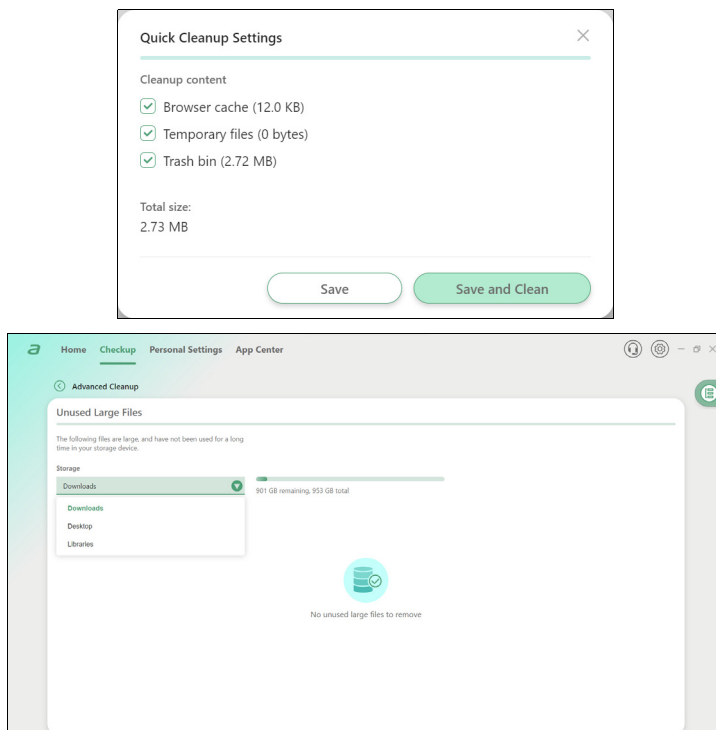 Quick Cleanup Settings
Cleanup content
Browser cache (12.0 KB)
Temporary files (0 bytes)
Trash bin (2.72 MB)
Total size:
2.73 MB
Save
Save and Clean
a Home Checkup Personal Settings App Center
Advanced Cleanup
Unused Large Files
The following files are large, and have not been used for a long
time in your storage device.
Storage
Downloads
901 GB remaining, 953 GB total
Downloads
Desktop
Libraries
No unused large files to remove